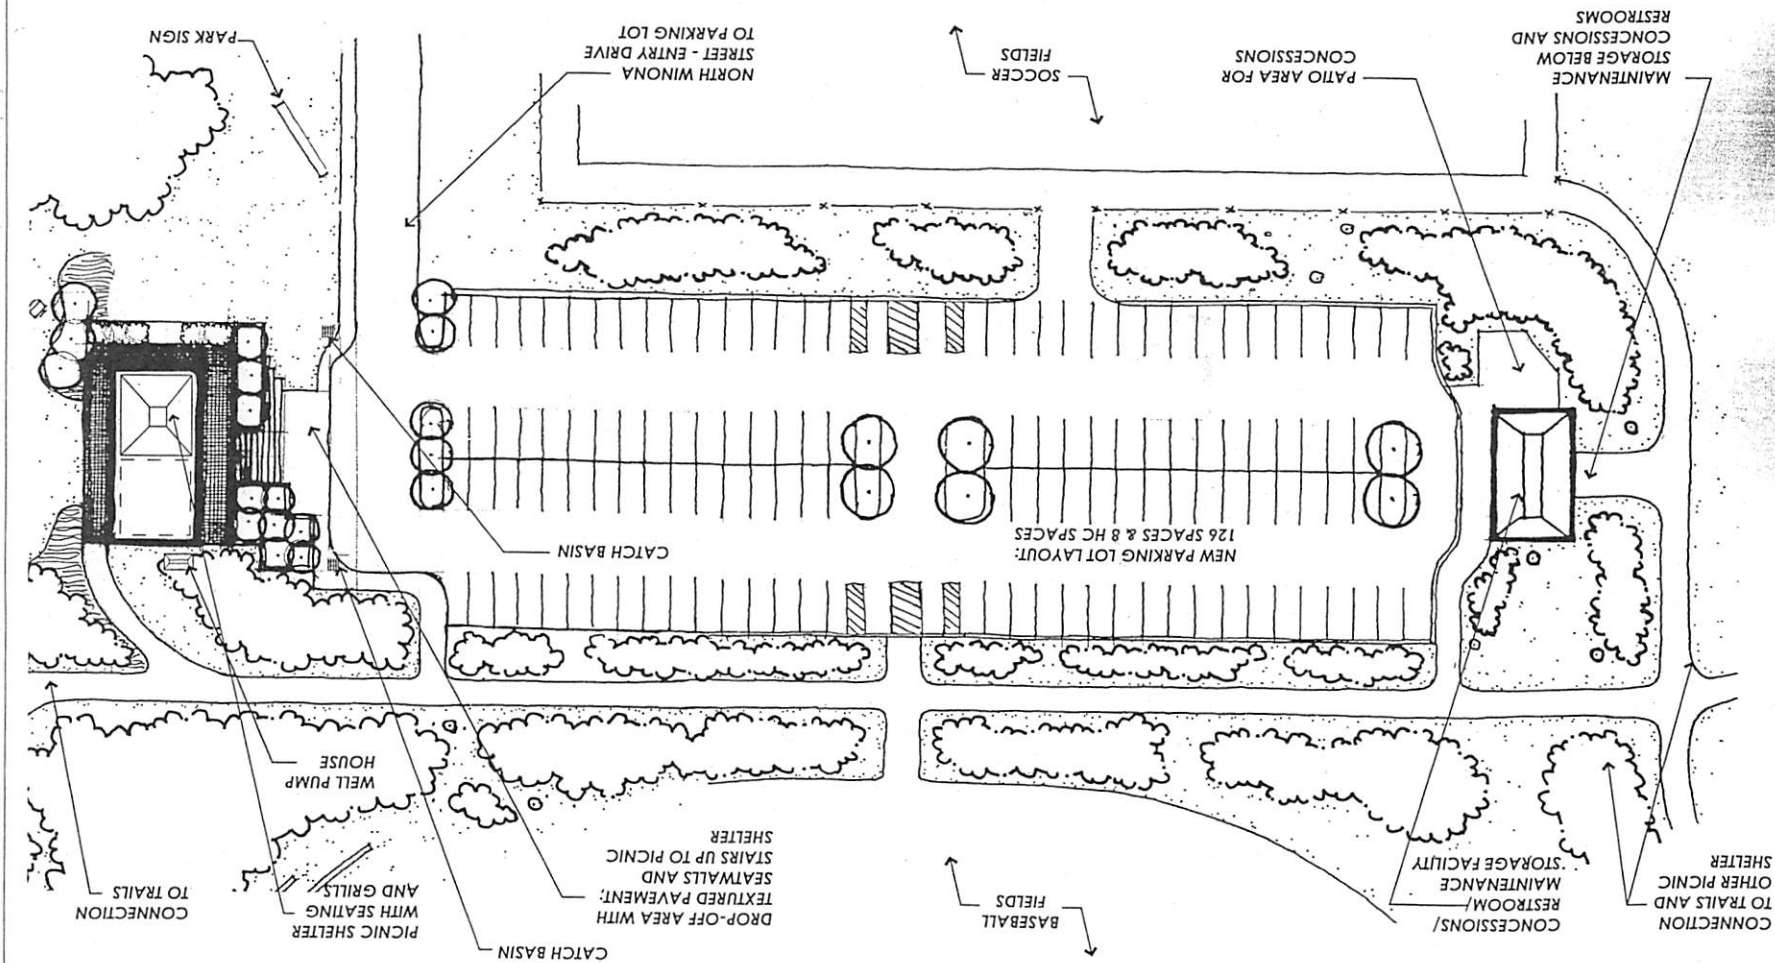 CONNECTION
TO TRAILS AND
OTHER PICNIC
SHELTER
CONCESSIONS/
RESTROOM/
MAINTENANCE
STORAGE FACILITY
BASEBALL
FIELDS
DROP-OFF AREA WITH
TEXTURED PAVEMENT;
SEATWALLS AND
STAIRS UP TO PICNIC
SHELTER
CATCH BASIN
PICNIC SHELTER
WITH SEATING
AND GRILLS
CONNECTION
TO TRAILS
WELL PUMP
HOUSE
NEW PARKING LOT LAYOUT:
126 SPACES & 8 HC SPACES
CATCH BASIN
MAINTENANCE
STORAGE BELOW
CONCESSIONS AND
RESTROOMS
PATIO AREA FOR
CONCESSIONS
SOCCER
FIELDS
NORTH WINONA
STREET - ENTRY DRIVE
TO PARKING LOT
PARK SIGN